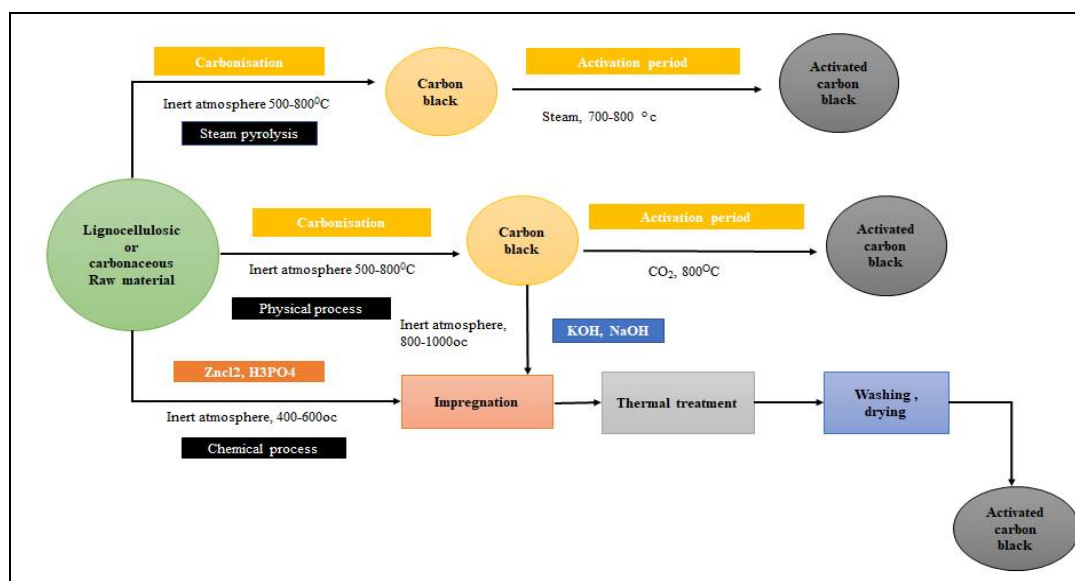 Carbonisation
Inert atmosphere 500-800⁰C
Steam pyrolysis
Carbon
black
Activation period
Steam, 700-800 ° c
Activated
carbon
black
Lignocellulosic
or
carbonaceous
Raw material
Carbonisation
Inert atmosphere 500-800⁰C
Physical process
Carbon
black
Activation period
CO₂, 800⁰C
Activated
carbon
black
Inert atmosphere,
800-1000oc
KOH, NaOH
Zncl2, H3PO4
Inert atmosphere, 400-600oc
Chemical process
Impregnation
Thermal treatment
Washing ,
drying
Activated
carbon
black